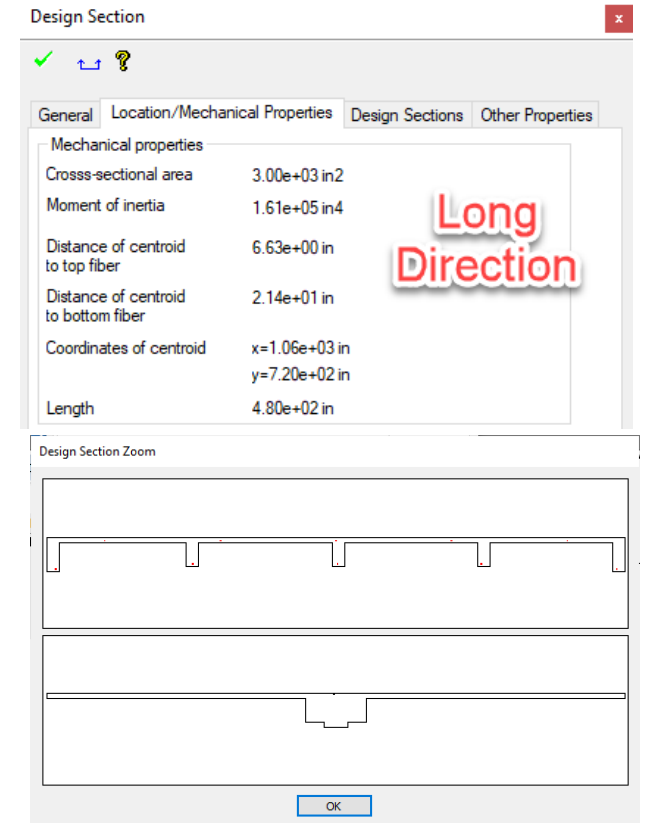 Design Section
x
?
General Location/Mechanical Properties Design Sections Other Properties
Mechanical properties
Crosss-sectional area 3.00e+03 in2
Moment of inertia 1.61e+05 in4
Long
Direction
Distance of centroid
to top fiber 6.63e+00 in
Distance of centroid
to bottom fiber 2.14e+01 in
Coordinates of centroid x=1.06e+03 in
y=7.20e+02 in
Length 4.80e+02 in
Design Section Zoom
OK